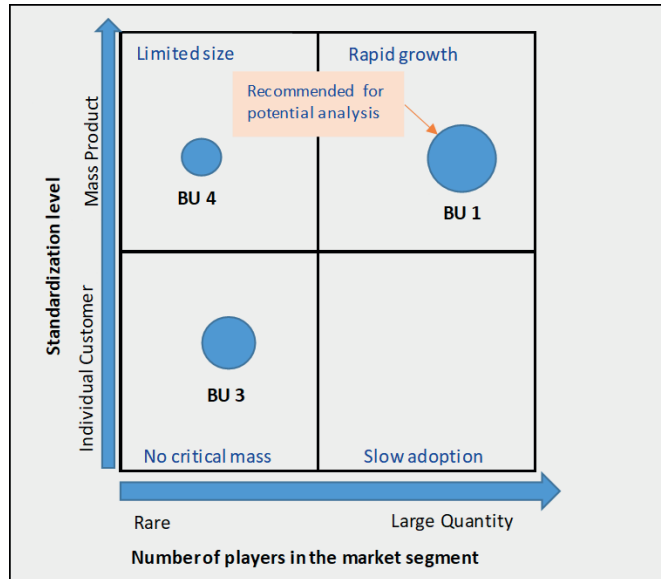 Limited size
Rapid growth
Recommended for
potential analysis
BU 4
BU 1
BU 3
No critical mass
Slow adoption
Standardization level
Mass Product
Individual Customer
Rare
Large Quantity
Number of players in the market segment